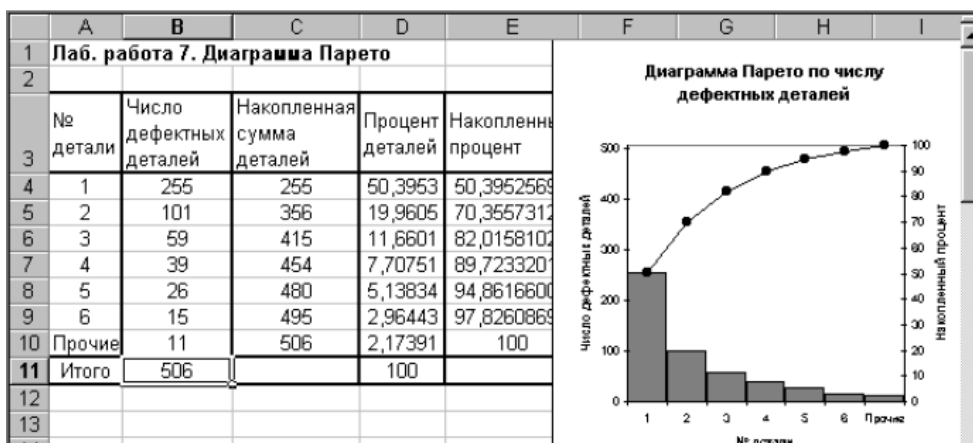 A B C D E F G H I
1 Лаб. работа 7. Диаграмма Парето
2
3 № детали Число дефектных деталей Накопленная сумма деталей Процент деталей Накопленны процент
4 1 255 255 50,3953 50,3952569
5 2 101 356 19,9605 70,3557312
6 3 59 415 11,6601 82,0158102
7 4 39 454 7,70751 89,7233201
8 5 26 480 5,13834 94,8616600
9 6 15 495 2,96443 97,8260869
10 Прочие 11 506 2,17391 100
11 Итого 506 100
12
13
Диаграмма Парето по числу
дефектных деталей
Число дефектных деталей
500
400
300
200
100
0
100
90
80
70
60
50
40
30
20
10
0
Накопленный процент
1 2 3 4 5 6 Прочие
№ детали